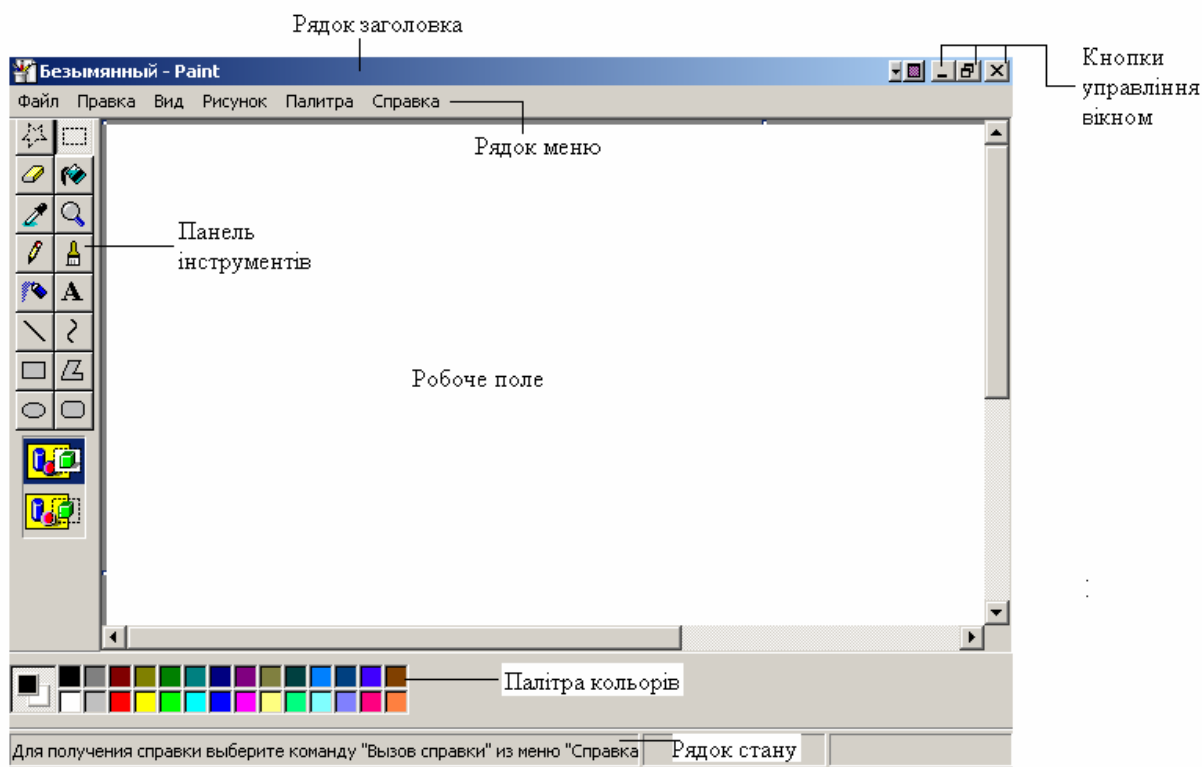 Рядок заголовка
Безымянный - Paint
Кнопки
управління
вікном
Файл Правка Вид Рисунок Палитра Справка
Рядок меню
Панель
інструментів
A
Робоче поле
Палітра кольорів
Для получения справки выберите команду "Вызов справки" из меню "Справка
Рядок стану